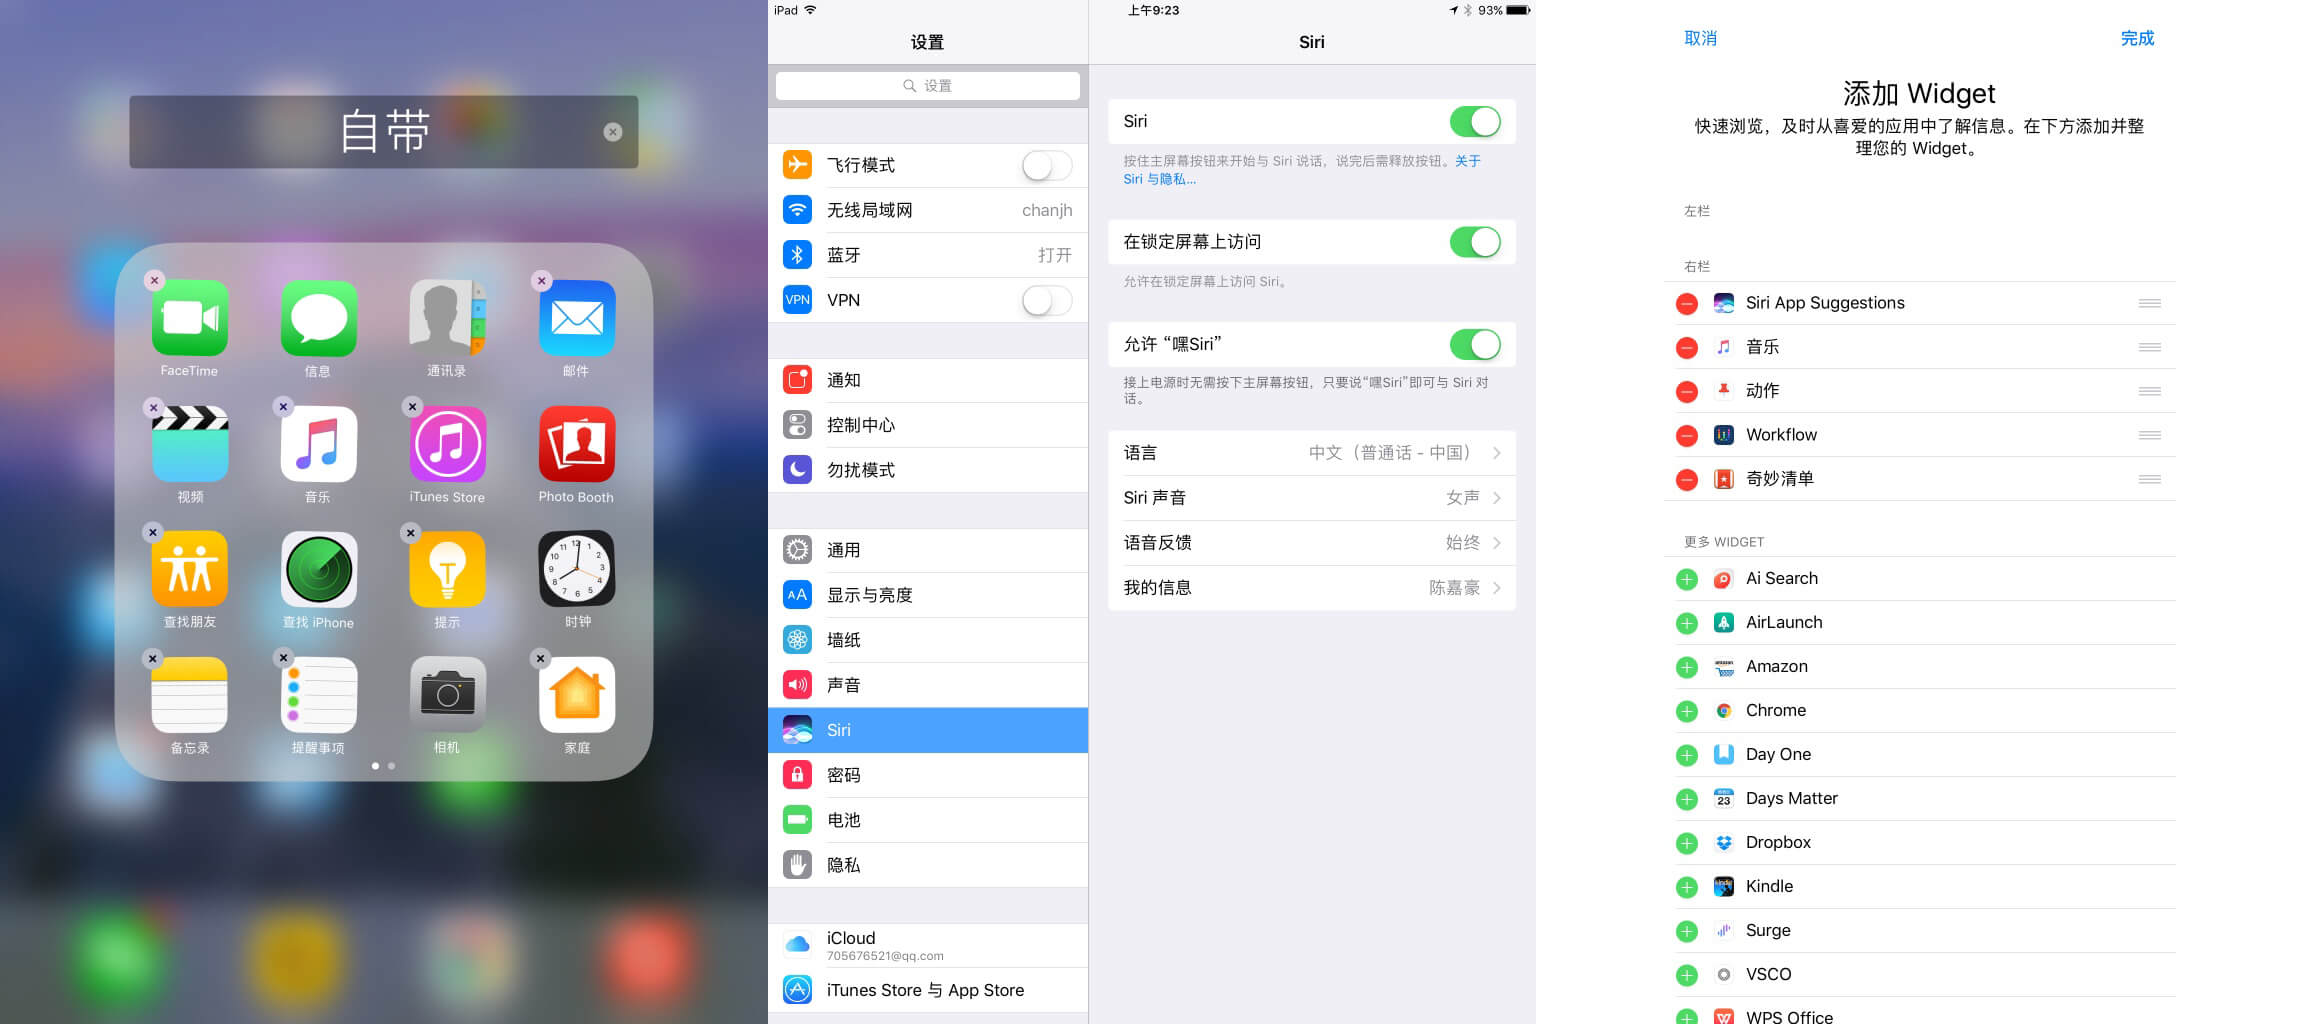 自带
FaceTime
信息
通讯录
邮件
视频
音乐
iTunes Store
Photo Booth
查找朋友
查找 iPhone
提示
时钟
备忘录
提醒事项
相机
家庭
iPad
上午9:23
93%
设置
设置
飞行模式
无线局域网
chanjh
蓝牙
打开
VPN
VPN
通知
控制中心
勿扰模式
通用
AA
显示与亮度
墙纸
声音
Siri
密码
电池
隐私
iCloud
705676521@qq.com
iTunes Store 与 App Store
Siri
Siri
按住主屏幕按钮来开始与 Siri 说话，说完后需释放按钮。关于
Siri 与隐私...
在锁定屏幕上访问
允许在锁定屏幕上访问 Siri。
允许 “嘿Siri”
接上电源时无需按下主屏幕按钮，只要说“嘿Siri”即可与 Siri 对
话。
语言
中文（普通话 - 中国）
Siri 声音
女声
语音反馈
始终
我的信息
陈嘉豪
取消
完成
添加 Widget
快速浏览，及时从喜爱的应用中了解信息。在下方添加并整
理您的 Widget。
左栏
右栏
Siri App Suggestions
音乐
动作
Workflow
奇妙清单
更多 WIDGET
Ai Search
AirLaunch
Amazon
Chrome
Day One
23
Days Matter
Dropbox
Kindle
Surge
VSCO
WPS Office